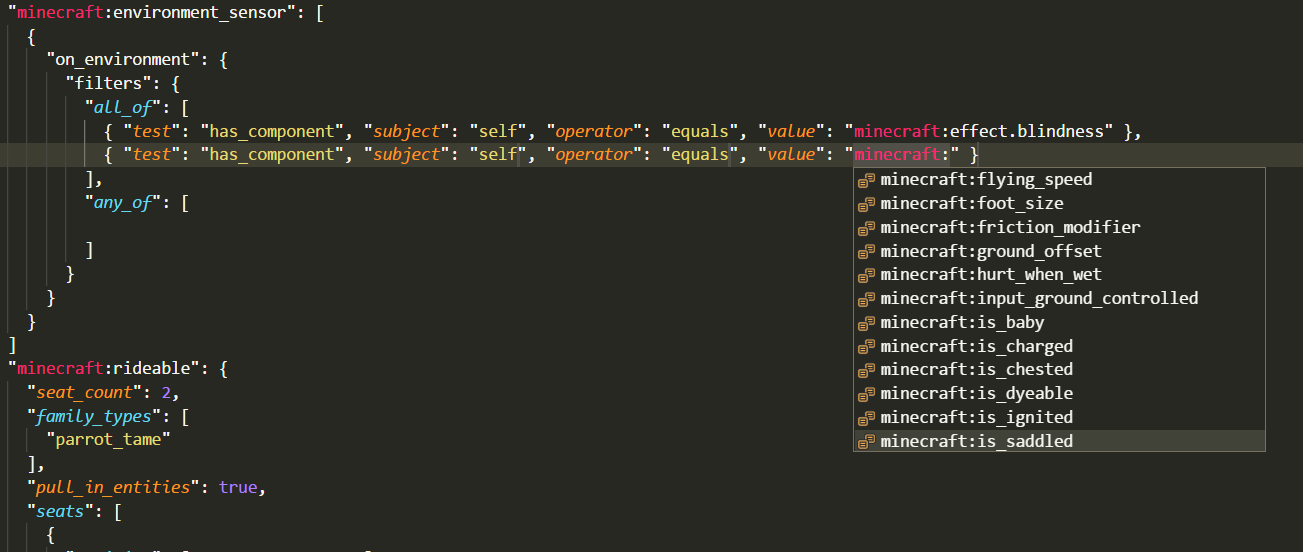 "minecraft:environment_sensor": [
{
"on_environment": {
"filters": {
"all_of": [
{ "test": "has_component", "subject": "self", "operator": "equals", "value": "minecraft:effect.blindness" },
{ "test": "has_component", "subject": "self", "operator": "equals", "value": "minecraft:" }
],
"any_of": [
]
}
}
}
]
"minecraft:rideable": {
"seat_count": 2,
"family_types": [
"parrot_tame"
],
"pull_in_entities": true,
"seats": [
{
minecraft:flying_speed
minecraft:foot_size
minecraft:friction_modifier
minecraft:ground_offset
minecraft:hurt_when_wet
minecraft:input_ground_controlled
minecraft:is_baby
minecraft:is_charged
minecraft:is_chested
minecraft:is_dyeable
minecraft:is_ignited
minecraft:is_saddled